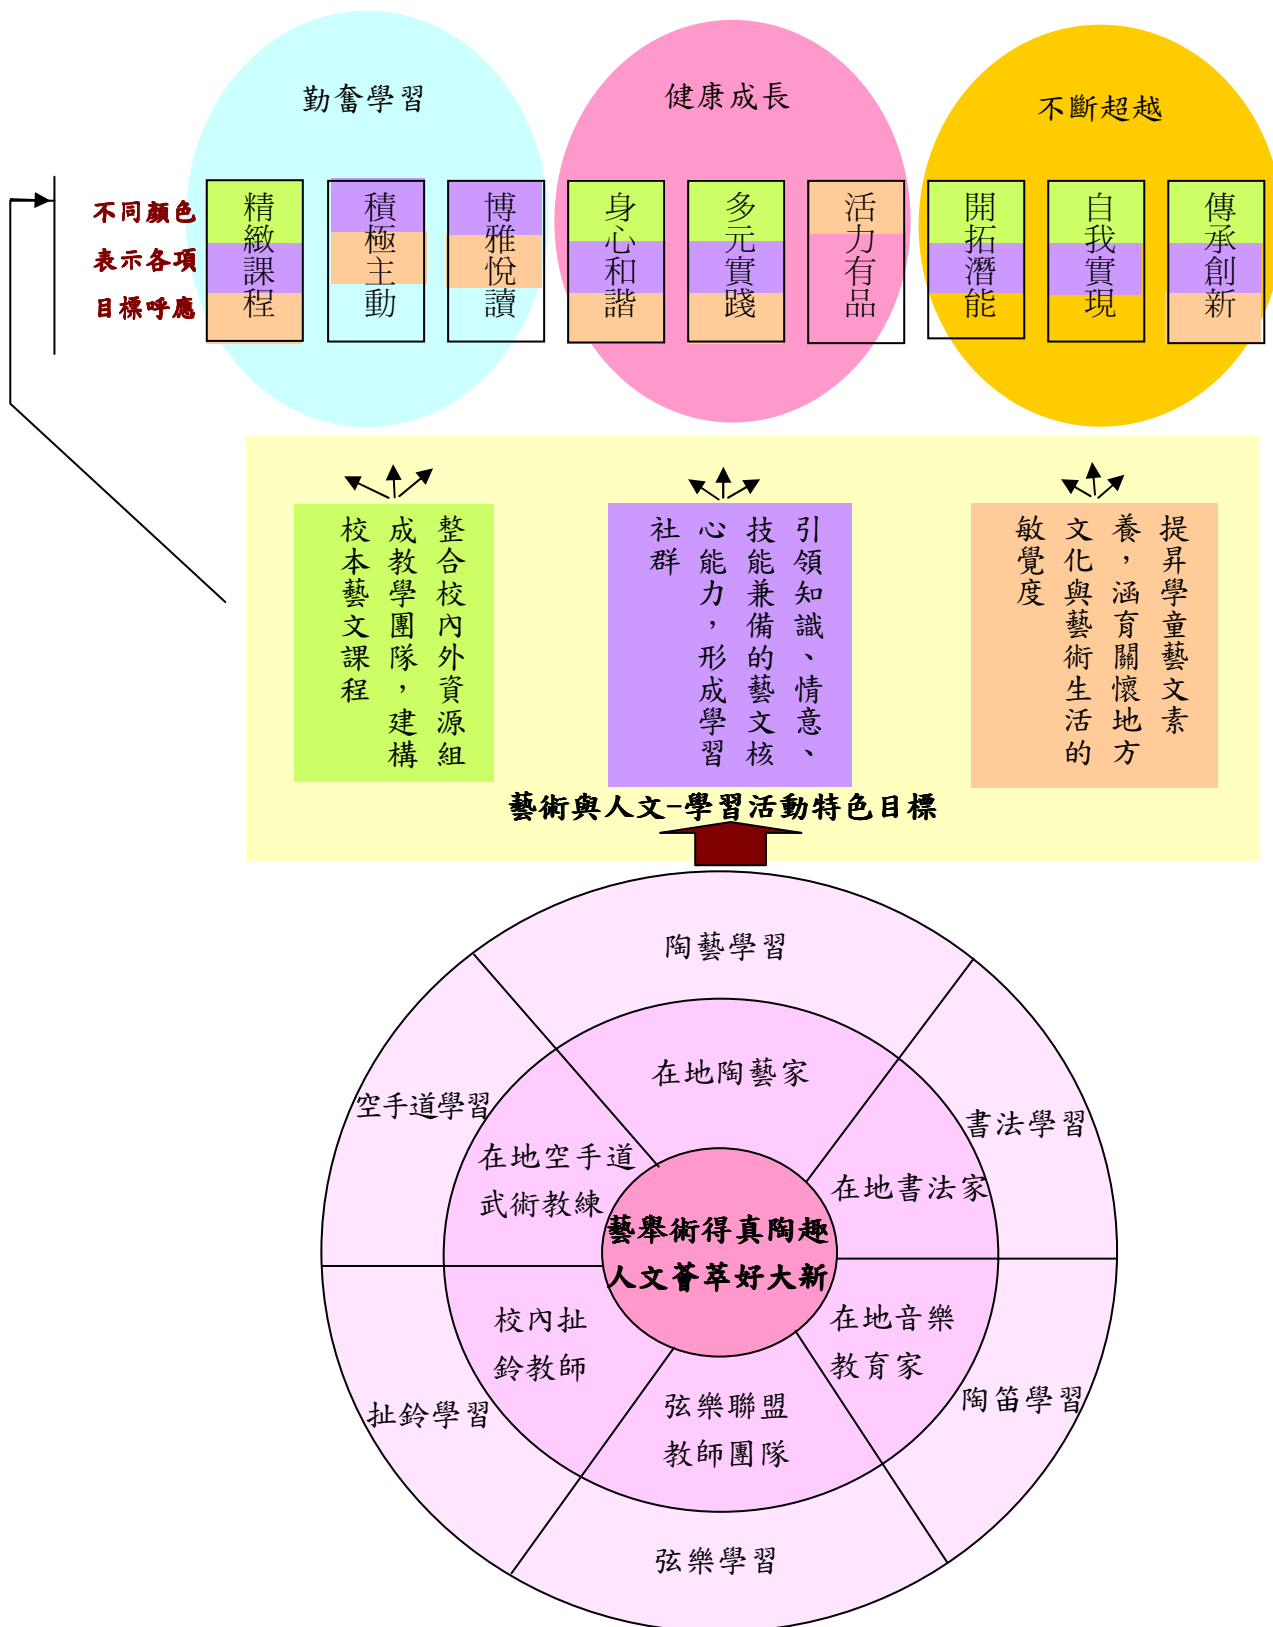 勤奮學習
健康成長
不斷超越
不同顏色
表示各項
目標呼應
精緻課程
積極主動
博雅悅讀
身心和諧
多元實踐
活力有品
開拓潛能
自我實現
傳承創新
整合校內外資源組
成教學團隊，建構
校本藝文課程
引領知識、情意、
技能兼備的藝文核
心能力，形成學習
社群
提昇學童藝文素
養，涵育關懷地方
文化與藝術生活的
敏覺度
藝術與人文-學習活動特色目標
陶藝學習
在地陶藝家
空手道學習
在地空手道
武術教練
書法學習
在地書法家
藝舉術得真陶趣
人文薈萃好大新
校內扯
鈴教師
扯鈴學習
在地音樂
教育家
陶笛學習
弦樂聯盟
教師團隊
弦樂學習